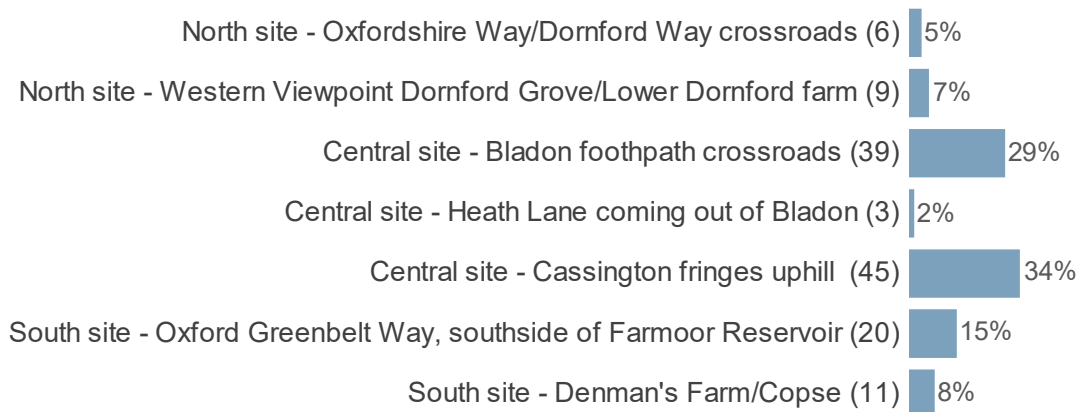 North site - Oxfordshire Way/Dornford Way crossroads (6) 5%
North site - Western Viewpoint Dornford Grove/Lower Dornford farm (9) 7%
Central site - Bladon foothpath crossroads (39) 29%
Central site - Heath Lane coming out of Bladon (3) 2%
Central site - Cassington fringes uphill (45) 34%
South site - Oxford Greenbelt Way, southside of Farmoor Reservoir (20) 15%
South site - Denman's Farm/Copse (11) 8%